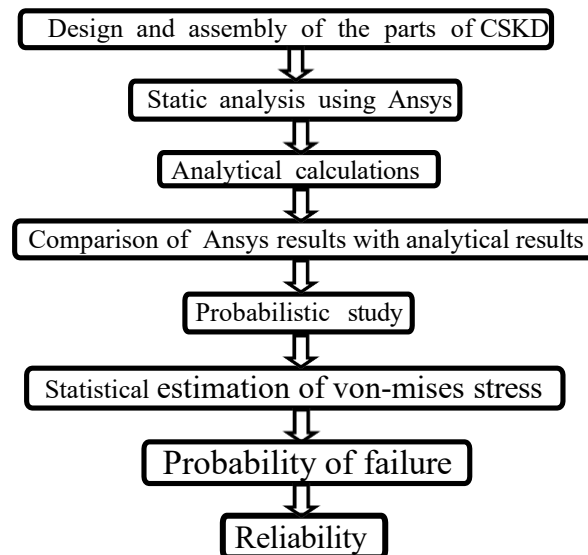 Design and assembly of the parts of CSKD
Static analysis using Ansys
Analytical calculations
Comparison of Ansys results with analytical results
Probabilistic study
Statistical estimation of von-mises stress
Probability of failure
Reliability